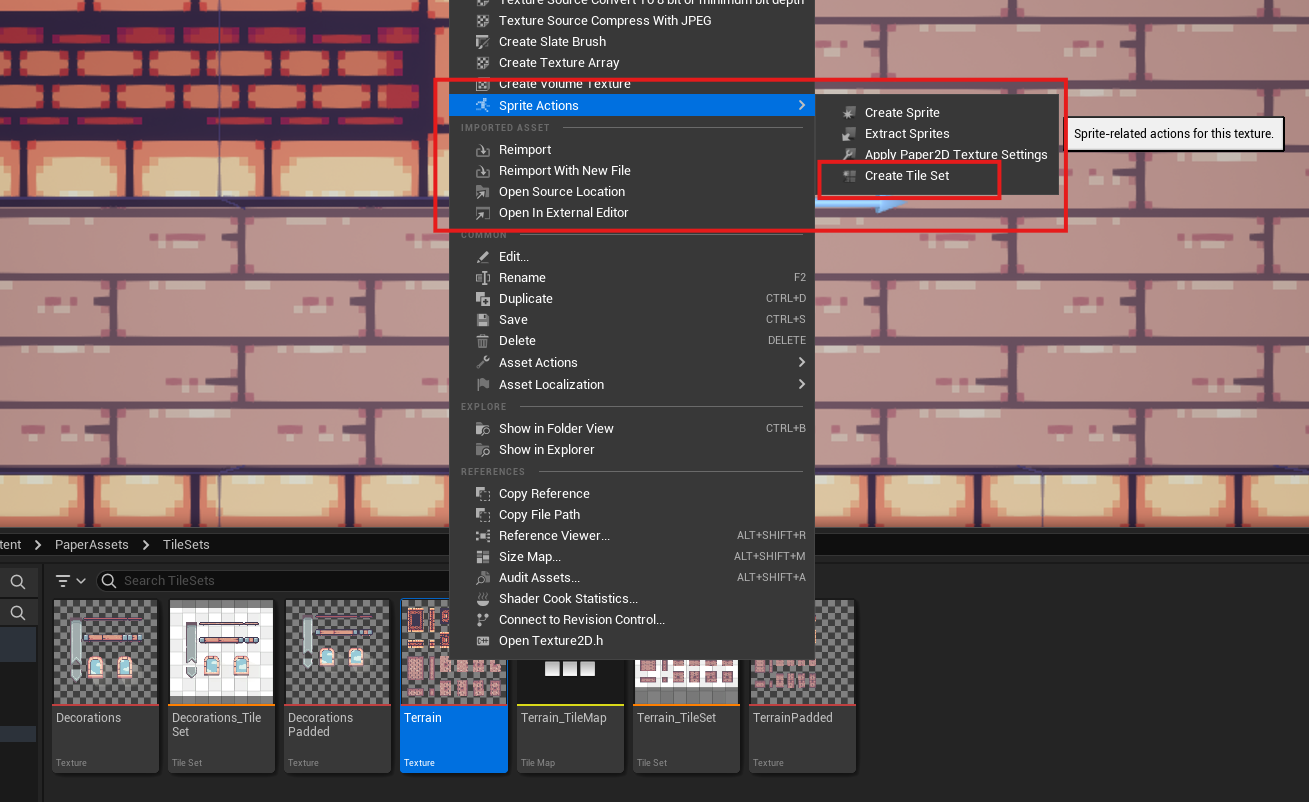 Texture Source Convert To 8 bit or minimum bit depth
Texture Source Compress With JPEG
Create Slate Brush
Create Texture Array
Create Volume Texture
Sprite Actions
IMPORTED ASSET
Reimport
Reimport With New File
Open Source Location
Open In External Editor
Create Sprite
Extract Sprites
Apply Paper2D Texture Settings
Create Tile Set
Sprite-related actions for this texture.
COMMON
Edit...
Rename F2
Duplicate CTRL+D
Save CTRL+S
Delete DELETE
Asset Actions
Asset Localization
EXPLORE
Show in Folder View CTRL+B
Show in Explorer
REFERENCES
Copy Reference
Copy File Path
Reference Viewer... ALT+SHIFT+R
Size Map... ALT+SHIFT+M
Audit Assets... ALT+SHIFT+A
Shader Cook Statistics...
Connect to Revision Control...
Open Texture2D.h
tent PaperAssets TileSets
Search TileSets
Decorations
Texture
Decorations_Tile
Set
Tile Set
Decorations
Padded
Texture
Terrain
Texture
Terrain_TileMap
Tile Map
Terrain_TileSet
Tile Set
TerrainPadded
Texture